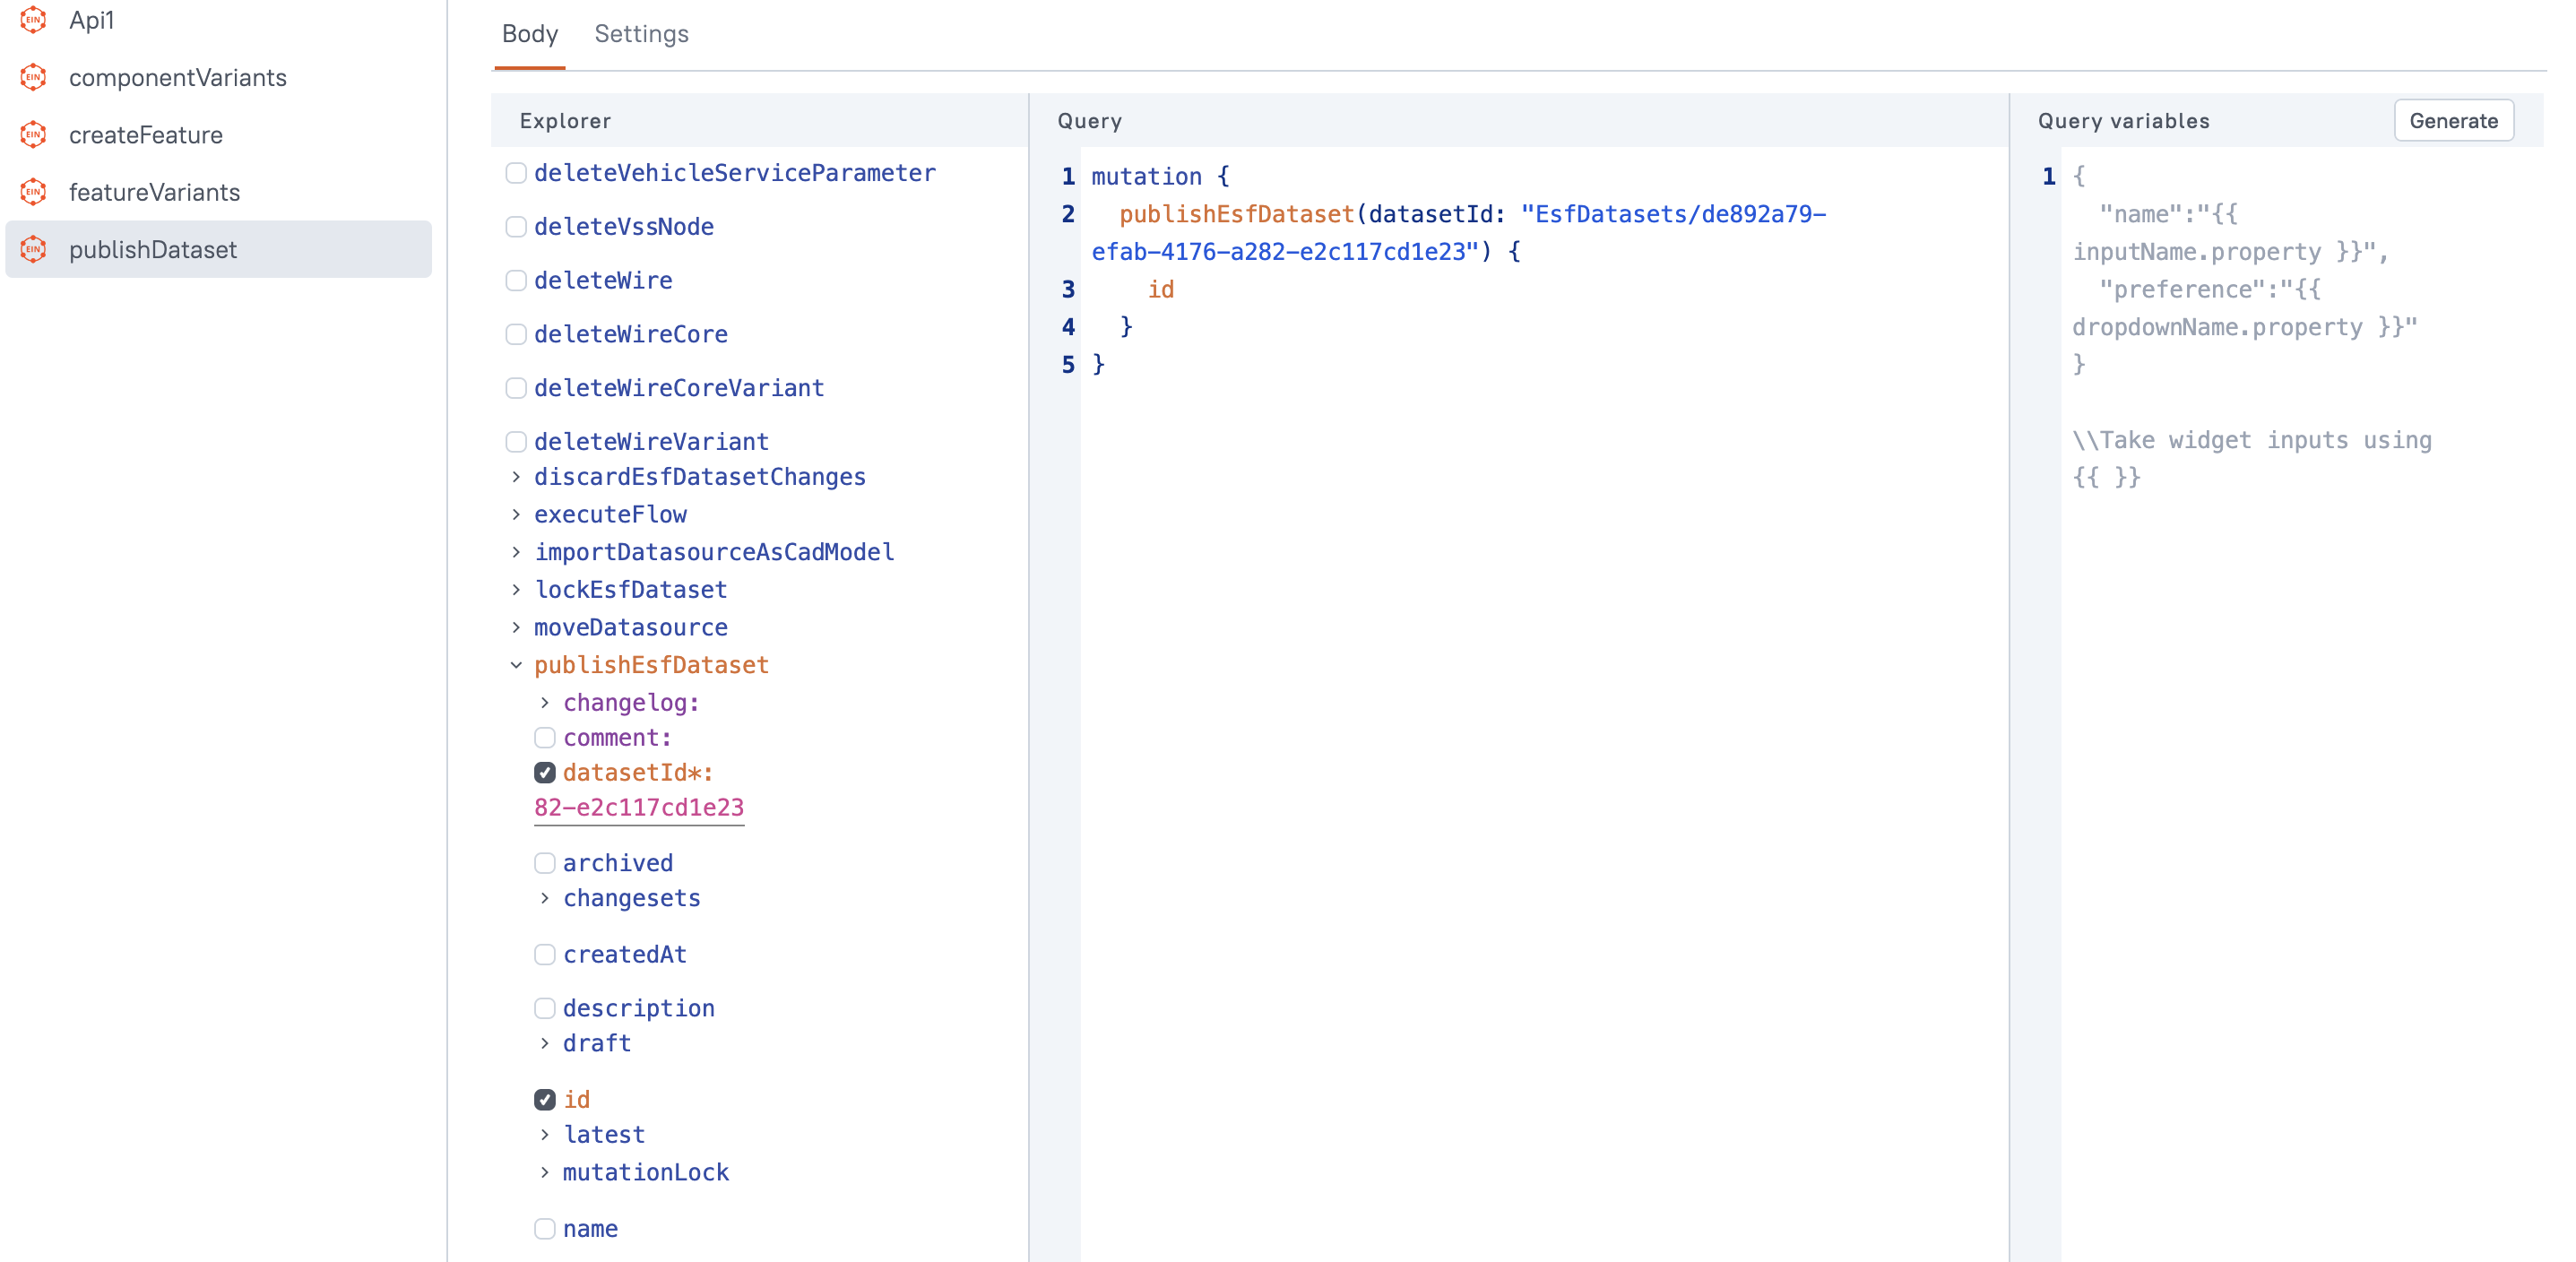 Api1
componentVariants
createFeature
featureVariants
publishDataset
Body Settings
Explorer
deleteVehicleServiceParameter
deleteVssNode
deleteWire
deleteWireCore
deleteWireCoreVariant
deleteWireVariant
discardEsfDatasetChanges
executeFlow
importDatasourceAsCadModel
lockEsfDataset
moveDatasource
publishEsfDataset
changelog:
comment:
datasetId*:
82-e2c117cd1e23
archived
changesets
createdAt
description
draft
id
latest
mutationLock
name
Query
1 mutation {
2 publishEsfDataset(datasetId: "EsfDatasets/de892a79-
efab-4176-a282-e2c117cd1e23") {
3 id
4 }
5 }
Query variables Generate
1 {
"name":"{{
inputName.property }}",
"preference":"{{
dropdownName.property }}"
}
\\Take widget inputs using
{{ }}